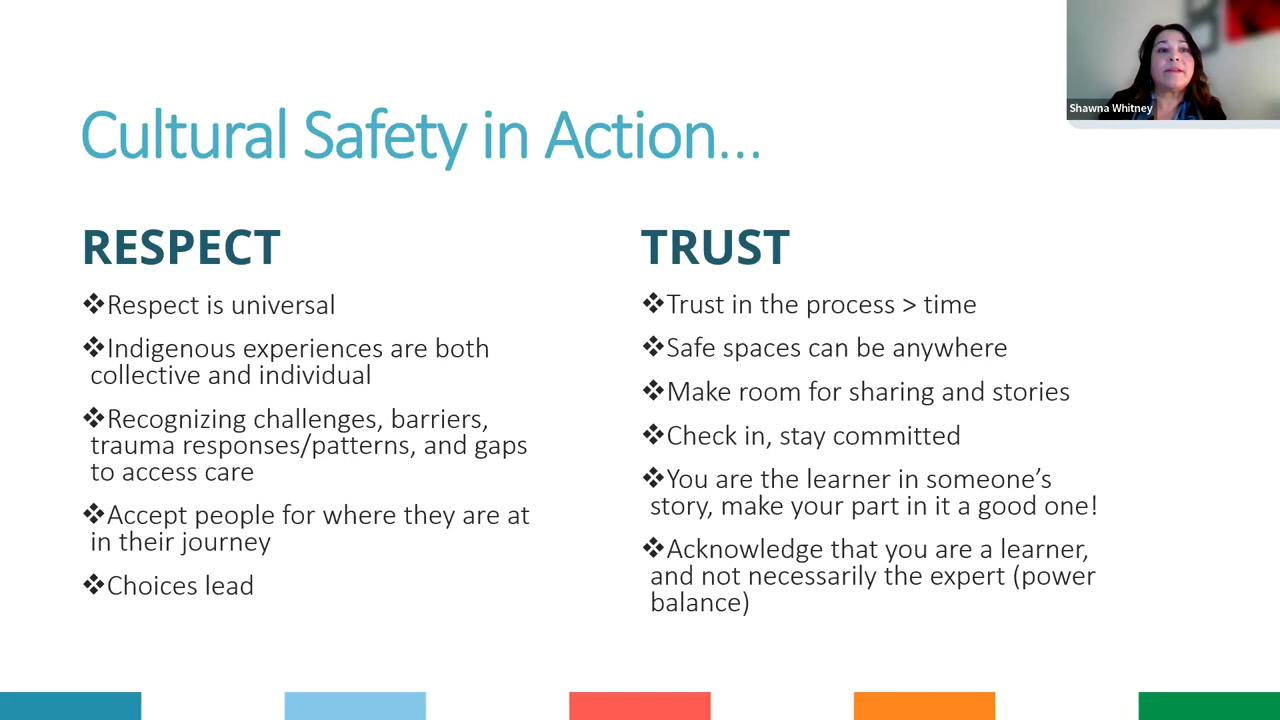 Shawna Whitney
Cultural Safety in Action...
RESPECT
❖Respect is universal
❖Indigenous experiences are both
collective and individual
❖Recognizing challenges, barriers,
trauma responses/patterns, and gaps
to access care
❖Accept people for where they are at
in their journey
❖Choices lead
TRUST
❖Trust in the process > time
❖Safe spaces can be anywhere
❖Make room for sharing and stories
❖Check in, stay committed
❖You are the learner in someone’s
story, make your part in it a good one!
❖Acknowledge that you are a learner,
and not necessarily the expert (power
balance)